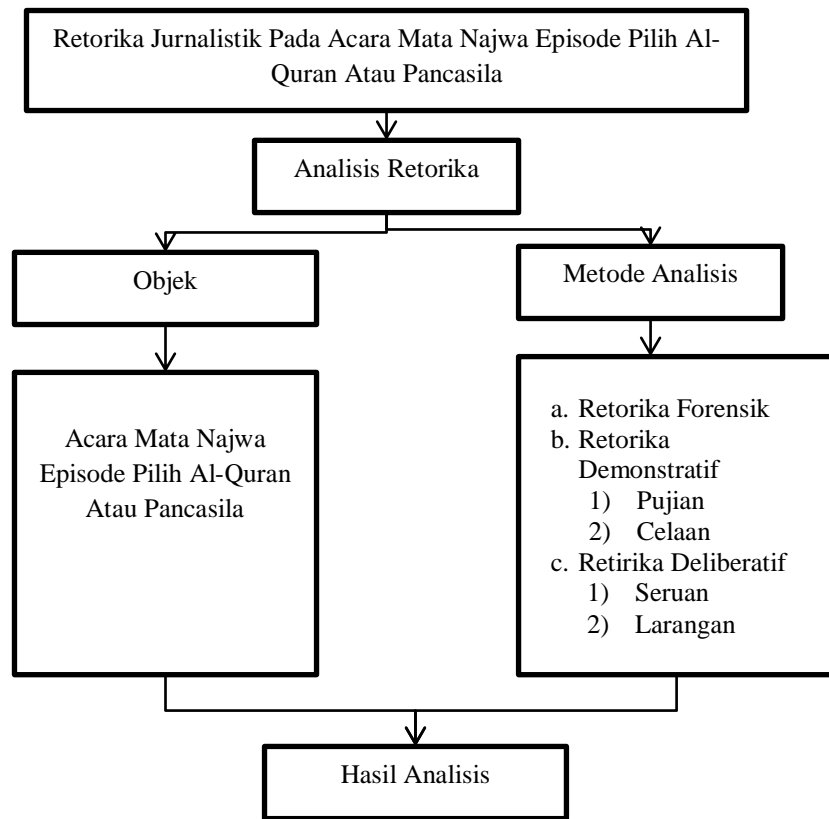 Retorika Jurnalistik Pada Acara Mata Najwa Episode Pilih Al-
Quran Atau Pancasila
Analisis Retorika
Objek
Metode Analisis
Acara Mata Najwa
Episode Pilih Al-Quran
Atau Pancasila
a. Retorika Forensik
b. Retorika
Demonstratif
1) Pujian
2) Celaan
c. Retirika Deliberatif
1) Seruan
2) Larangan
Hasil Analisis